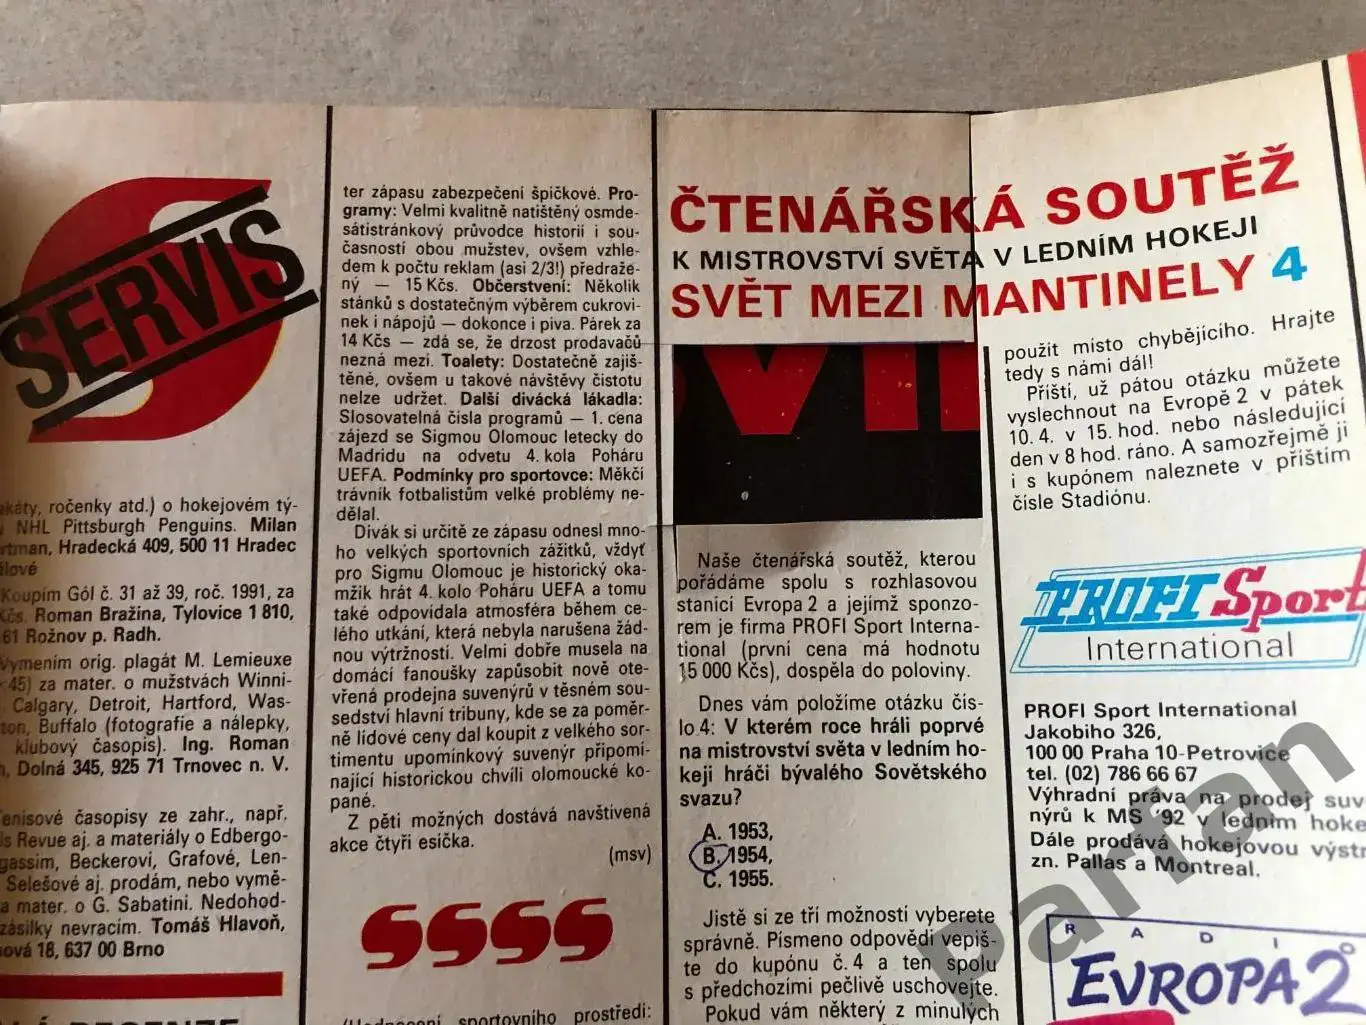 SERVIS
akáty, ročenky atd.) o hokejovém tý-
NHL Pittsburgh Penguins. Milan
rtman, Hradecká 409, 500 11 Hradec
álové
Koupím Gól č. 31 až 39, roč. 1991, za
Kčs. Roman Bražina, Tylovice 1 810,
61 Rožnov p. Radh.
Vyměním orig. plagát M. Lemieuxe
45) za mater. o mužstvách Winni-
Calgary, Detroit, Hartford, Was-
ton, Buffalo (fotografie a nálepky,
klubový časopis). Ing. Roman
h, Dolná 345, 925 71 Trnovec n. V.
enisové časopisy ze zahr., např.
ls Revue aj. a materiály o Edbergo-
gassim, Beckerovi, Grafové, Len-
Selešové aj. prodám, nebo vymě-
a mater. o G. Sabatini. Nedohod-
zásilky nevracím. Tomáš Hlavoň,
nová 18, 637 00 Brno
ter zápasu zabezpečení špičkové. Pro-
gramy: Velmi kvalitně natištěný osmde-
sátistránkový průvodce historií i sou-
časností obou mužstev, ovšem vzhle-
dem k počtu reklam (asi 2/3!) předraže-
ný — 15 Kčs. Občerstvení: Několik
stánků s dostatečným výběrem cukrovi-
nek i nápojů — dokonce i piva. Párek za
14 Kčs — zdá se, že drzost prodavačů
nezná mezí. Toalety: Dostatečně zajiš-
těné, ovšem u takové návštěvy čistotu
nelze udržet. Další divácká lákadla:
Slosovatelná čísla programů — 1. cena
zájezd se Sigmou Olomouc letecky do
Madridu na odvetu 4. kola Poháru
UEFA. Podmínky pro sportovce: Měkčí
trávník fotbalistům velké problémy ne-
dělal.
Divák si určitě ze zápasu odnesl mno-
ho velkých sportovních zážitků, vždyť
pro Sigmu Olomouc je historický oka-
mžik hrát 4. kolo Poháru UEFA a tomu
také odpovídala atmosféra během ce-
lého utkání, která nebyla narušena žád-
nou výtržností. Velmi dobře musela na
domácí fanoušky zapůsobit nově ote-
vřená prodejna suvenýrů v těsném sou-
sedství hlavní tribuny, kde se za poměr-
ně lidové ceny dal koupit z velkého sor-
timentu upomínkový suvenýr připomí-
nající historickou chvíli olomoucké ko-
pané.
Z pěti možných dostává navštívená
akce čtyři esíčka.
(msv)
SSSS
(Hodnocení sportovního prostředí:
ČTENÁŘSKÁ SOUTĚŽ
K MISTROVSTVÍ SVĚTA V LEDNÍM HOKEJI
SVĚT MEZI MANTINELY 4
Naše čtenářská soutěž, kterou
pořádáme spolu s rozhlasovou
stanicí Evropa 2 a jejímž sponzo-
rem je firma PROFI Sport Interna-
tional (první cena má hodnotu
15 000 Kčs), dospěla do poloviny.
Dnes vám položíme otázku čís-
lo 4: V kterém roce hráli poprvé
na mistrovství světa v ledním ho-
keji hráči bývalého Sovětského
svazu?
A. 1953,
B. 1954,
C. 1955.
Jistě si ze tří možností vyberete
správně. Písmeno odpovědi vepiš-
te do kupónu č. 4 a ten spolu
s předchozími pečlivě uschovejte.
Pokud vám některý z minulých
použít místo chybějícího. Hrajte
tedy s námi dál!
Příští, už pátou otázku můžete
vyslechnout na Evropě 2 v pátek
10. 4. v 15. hod. nebo následující
den v 8 hod. ráno. A samozřejmě ji
i s kupónem naleznete v příštím
čísle Stadiónu.
PROFI Sport
International
PROFI Sport International
Jakobiho 326,
100 00 Praha 10-Petrovice
tel. (02) 786 66 67
Výhradní práva na prodej suve
nýrů k MS '92 v ledním hoke
Dále prodává hokejovou výstr
zn. Pallas a Montreal.
RADIO
EVROPA 2
Parfan